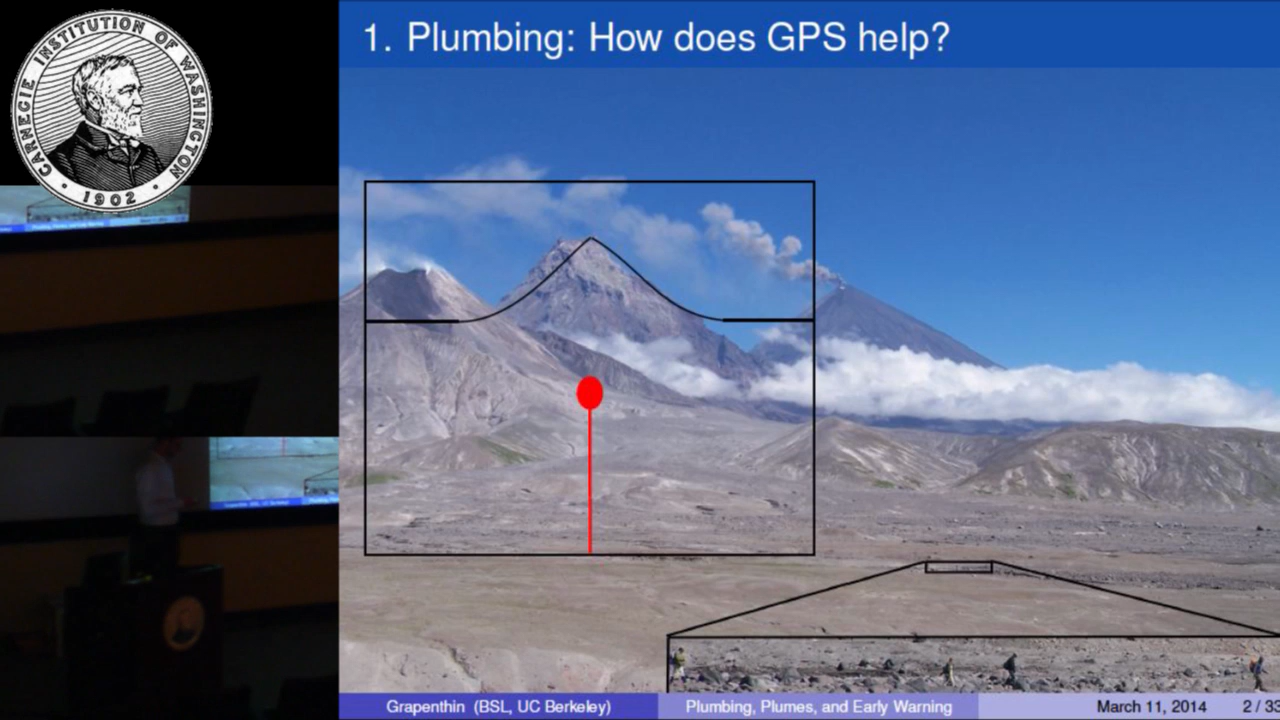 1. Plumbing: How does GPS help?
CARNEGIE INSTITUTION OF WASHINGTON
· 1902 ·
Grapenthin (BSL, UC Berkeley)
Plumbing, Plumes, and Early Warning
March 11, 2014
2 / 33